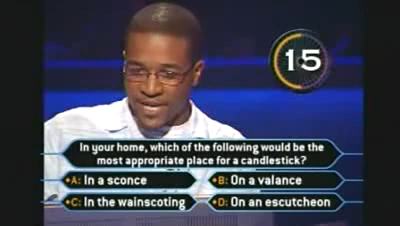 15
In your home, which of the following would be the
most appropriate place for a candlestick?
A: In a sconce
B: On a valance
C: In the wainscoting
D: On an escutcheon